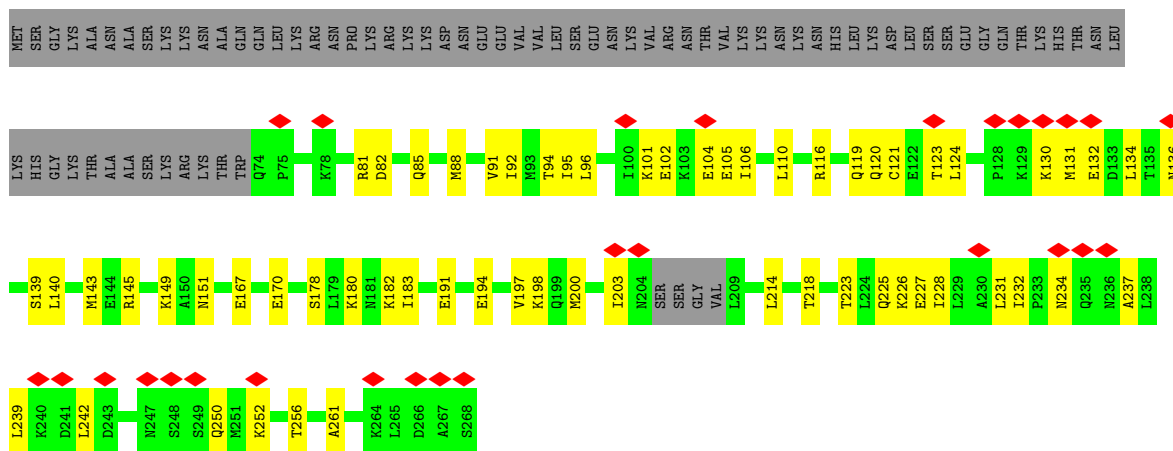 MET SER GLY LYS ALA ASN ALA SER LYS LYS ASN ALA GLN GLN LEU LYS ARG ASN PRO LYS ARG LYS LYS ASP ASN GLU GLU VAL VAL LEU SER GLU ASN LYS VAL ARG ASN THR VAL LYS LYS ASN LYS ASN HIS LEU LYS ASP LEU SER SER GLU GLY GLN THR LYS HIS THR ASN LEU
LYS HIS GLY LYS THR ALA ALA SER LYS ARG LYS THR TRP Q74 P75 K78 R81 D82 Q85 M88 V91 I92 M93 T94 I95 L96 I100 K101 E102 K103 E104 E105 I106 L110 R116 Q119 Q120 C121 E122 T123 L124 P128 K129 K130 M131 E132 D133 L134 T135 N136
S139 L140 M143 E144 R145 K149 A150 N151 E167 E170 S178 L179 K180 N181 K182 I183 E191 E194 V197 K198 Q199 M200 I203 N204 SER SER GLY VAL L209 L214 T218 T223 L224 Q225 K226 E227 I228 L229 A230 L231 I232 P233 N234 Q235 N236 A237 L238
L239 K240 D241 L242 D243 N247 S248 S249 Q250 M251 K252 T256 A261 K264 L265 D266 A267 S268